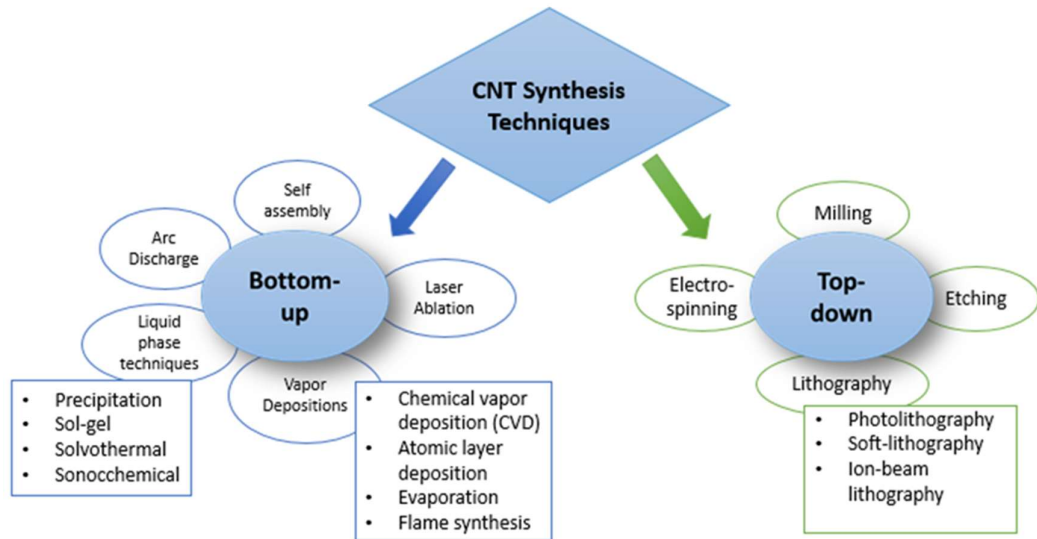 CNT Synthesis
Techniques
Self
assembly
Arc
Discharge
Bottom-
up
Laser
Ablation
Liquid
phase
techniques
Vapor
Depositions
• Precipitation
• Sol-gel
• Solvothermal
• Sonocchemical
• Chemical vapor
deposition (CVD)
• Atomic layer
deposition
• Evaporation
• Flame synthesis
Milling
Electro-
spinning
Top-
down
Etching
Lithography
• Photolithography
• Soft-lithography
• Ion-beam
lithography